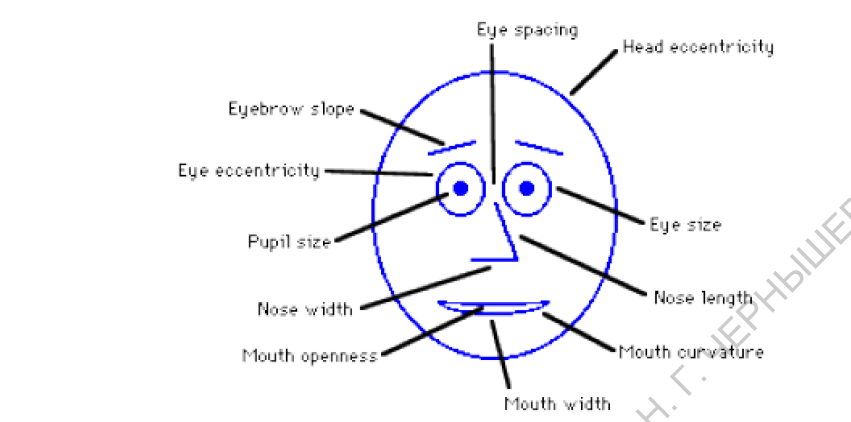 Eye spacing
Head eccentricity
Eyebrow slope
Eye eccentricity
Eye size
Pupil size
Nose length
Nose width
Mouth curvature
Mouth openness
Mouth width
Н. Г.